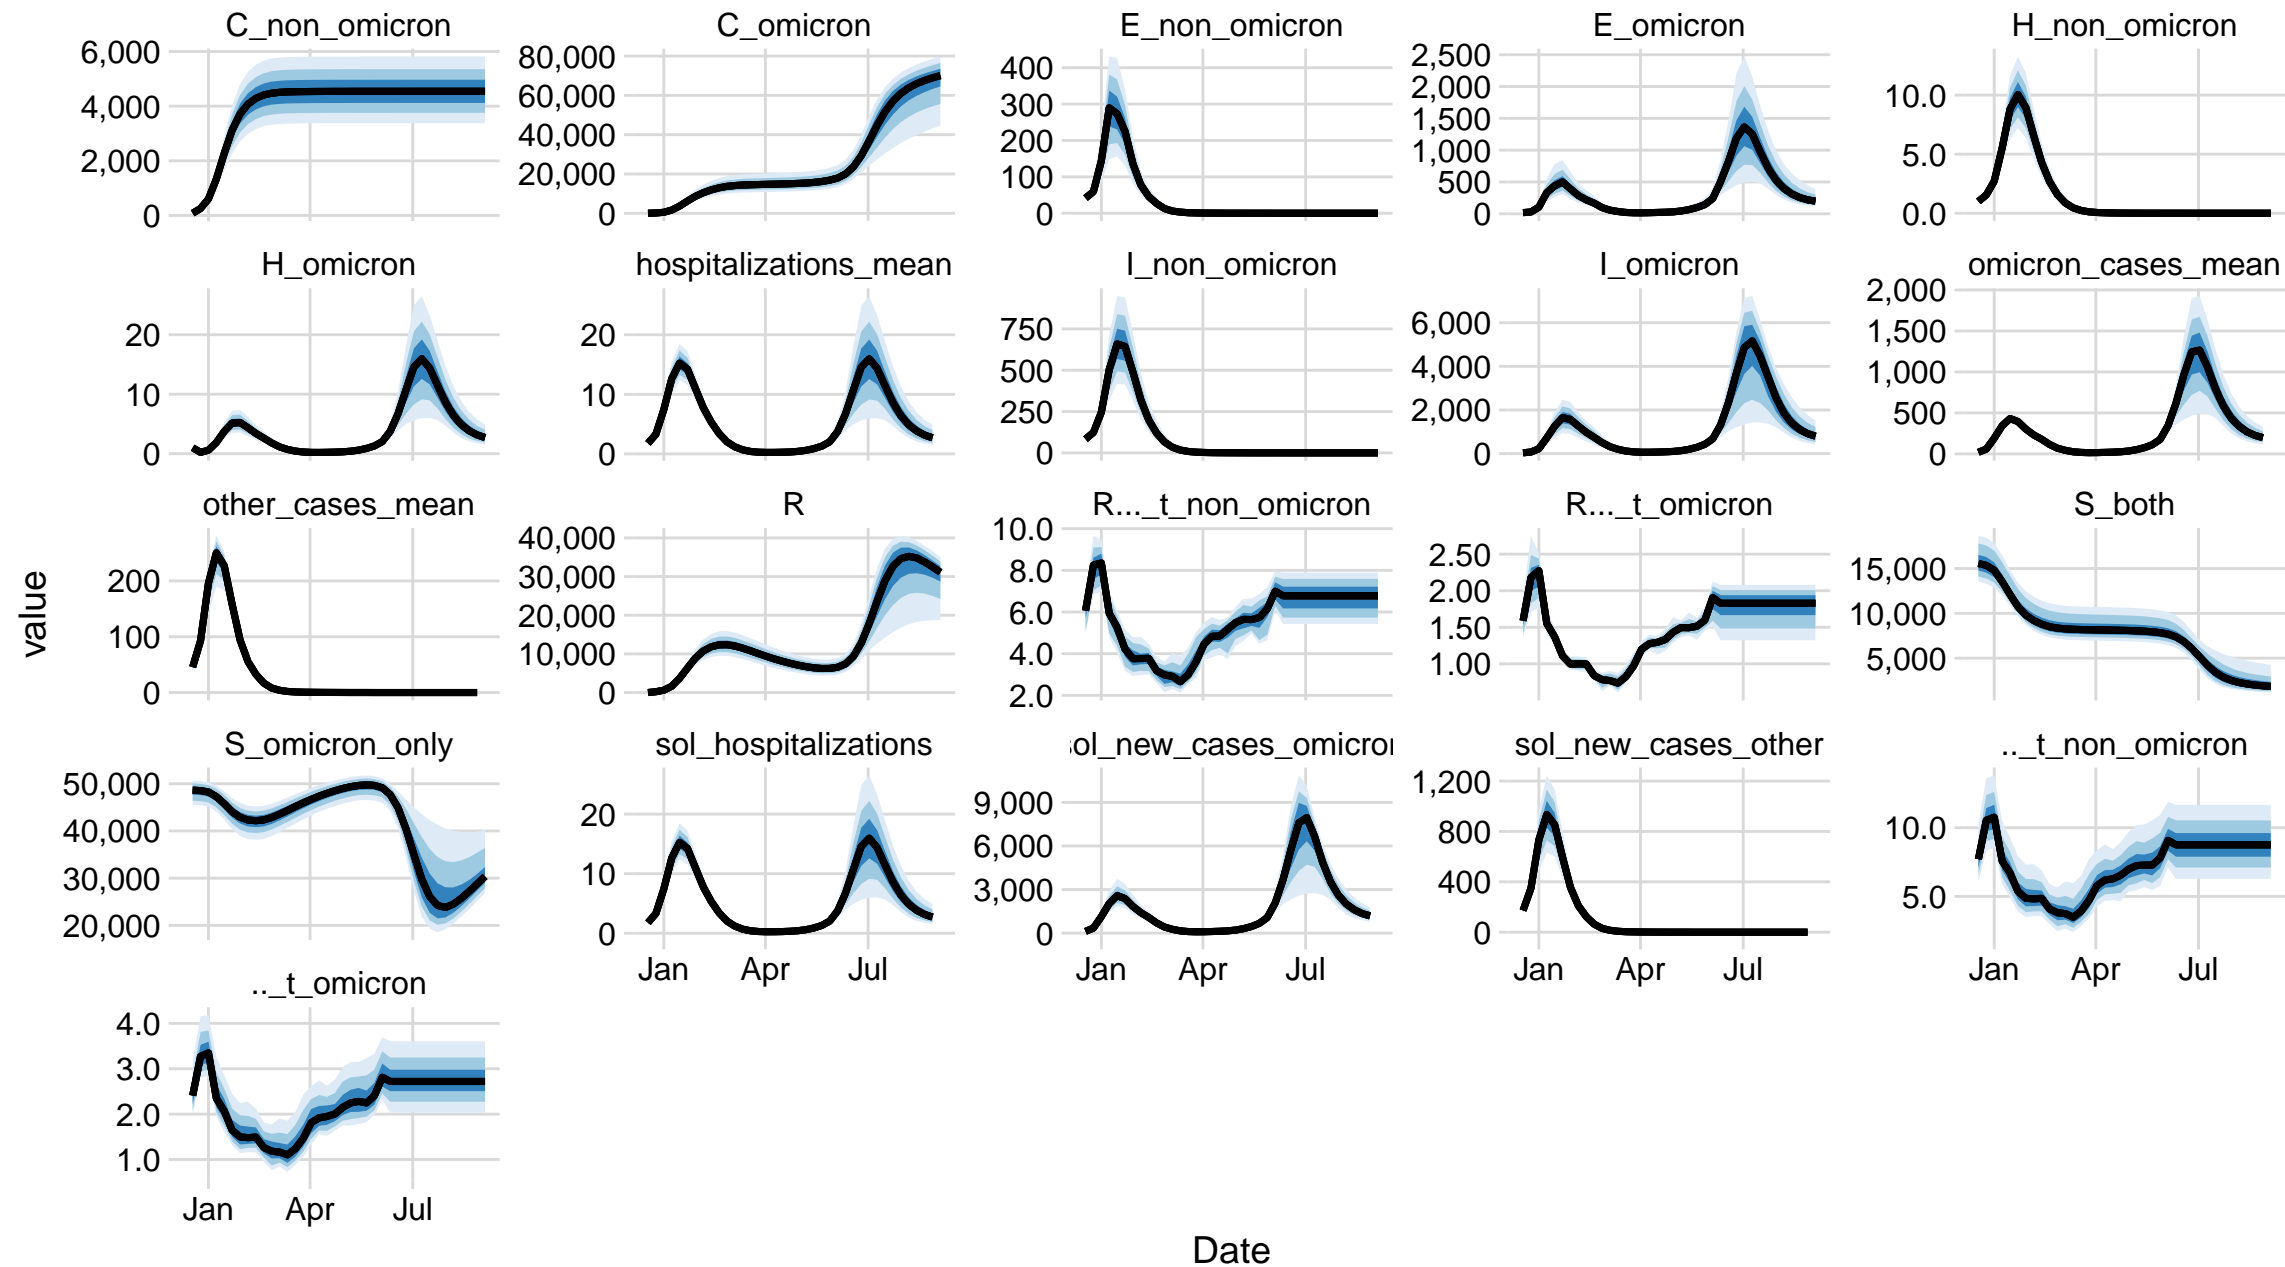 C_non_omicron
C_omicron
E_non_omicron
E_omicron
H_non_omicron
6,000
4,000
2,000
0
80,000
60,000
40,000
20,000
0
400
300
200
100
0
2,500
2,000
1,500
1,000
500
0
10.0
5.0
0.0
H_omicron
hospitalizations_mean
I_non_omicron
I_omicron
omicron_cases_mean
20
10
0
20
10
0
750
500
250
0
6,000
4,000
2,000
0
2,000
1,500
1,000
500
0
other_cases_mean
R
R..._t_non_omicron
R..._t_omicron
S_both
200
100
0
40,000
30,000
20,000
10,000
0
10.0
8.0
6.0
4.0
2.0
2.50
2.00
1.50
1.00
15,000
10,000
5,000
S_omicron_only
sol_hospitalizations
sol_new_cases_omicron
sol_new_cases_other
.._t_non_omicron
50,000
40,000
30,000
20,000
20
10
0
9,000
6,000
3,000
0
1,200
800
400
0
10.0
5.0
Jan Apr Jul
Jan Apr Jul
Jan Apr Jul
Jan Apr Jul
.._t_omicron
4.0
3.0
2.0
1.0
Jan Apr Jul
value
Date